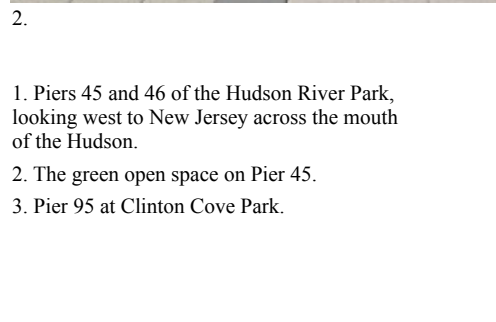 2.
1. Piers 45 and 46 of the Hudson River Park,
looking west to New Jersey across the mouth
of the Hudson.
2. The green open space on Pier 45.
3. Pier 95 at Clinton Cove Park.